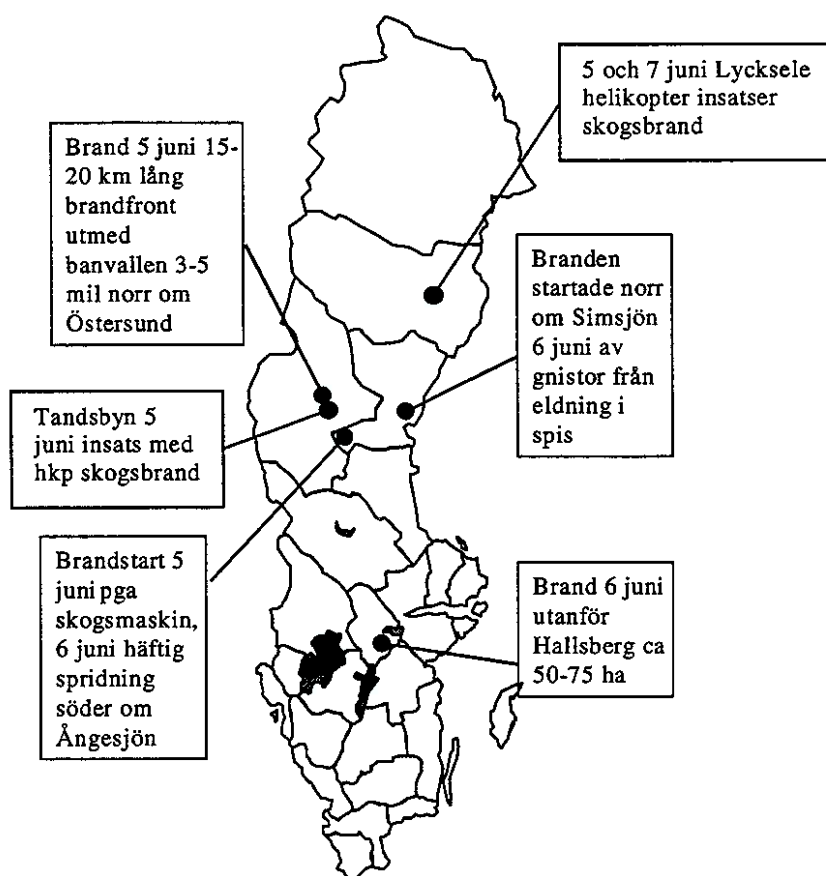 5 och 7 juni Lycksele
helikopter insatser
skogsbrand
Brand 5 juni 15-
20 km lång
brandfront
utmed
banvallen 3-5
mil norr om
Östersund
Branden
startade norr
om Simsjön
6 juni av
gnistor från
eldning i
spis
Tandsbyn 5
juni insats med
hkp skogsbrand
Brandstart 5
juni pga
skogsmaskin,
6 juni häftig
spridning
söder om
Ångesjön
Brand 6 juni
utanför
Hallsberg ca
50-75 ha